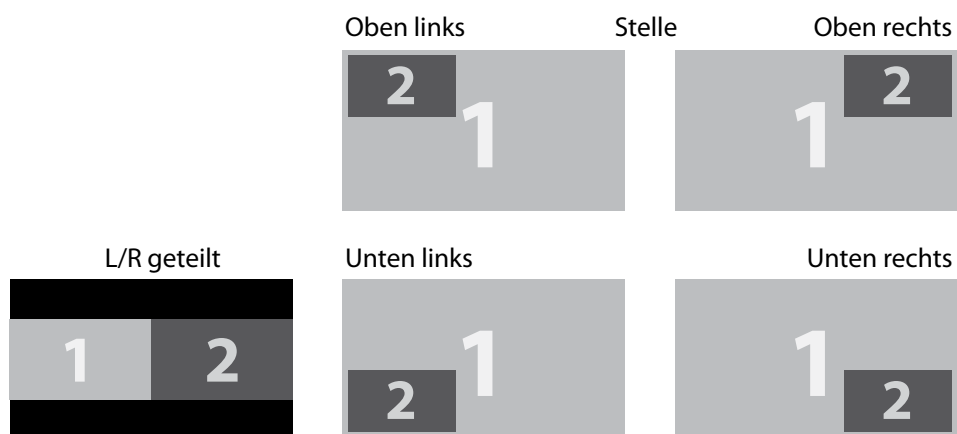 Oben links Stelle Oben rechts
2 1 1 2
L/R geteilt Unten links Unten rechts
1 2 2 1 1 2